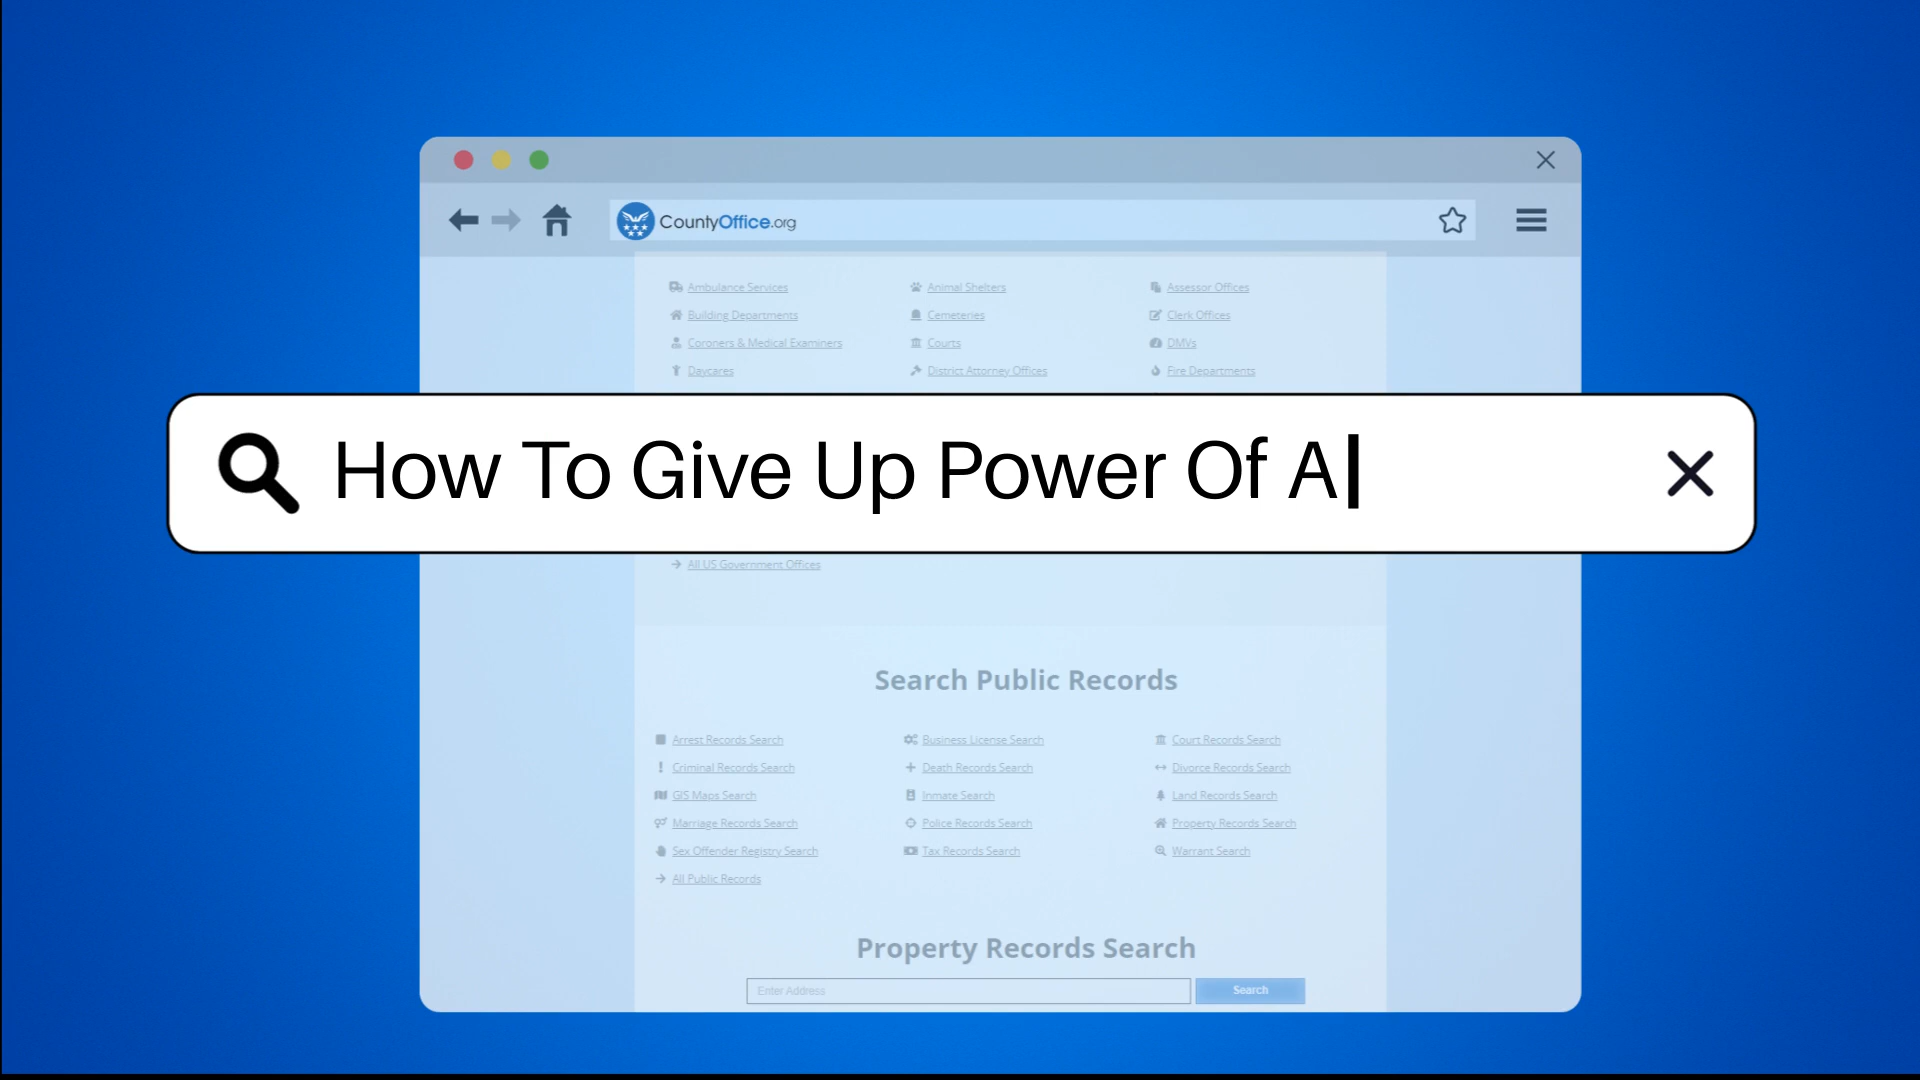 CountyOffice.org
Ambulance Services Animal Shelters Assessor Offices
Building Departments Cemeteries Clerk Offices
Coroners & Medical Examiners Courts DMVs
Daycares District Attorney Offices Fire Departments
How To Give Up Power Of A
All US Government Offices
Search Public Records
Arrest Records Search Business License Search Court Records Search
Criminal Records Search Death Records Search Divorce Records Search
GIS Maps Search Inmate Search Land Records Search
Marriage Records Search Police Records Search Property Records Search
Sex Offender Registry Search Tax Records Search Warrant Search
All Public Records
Property Records Search
Enter Address Search